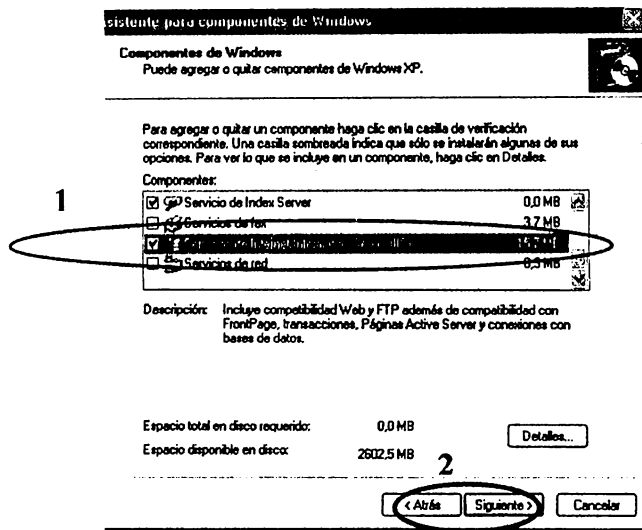 sistente para componentes de Windows
Componentes de Windows
Puede agregar o quitar componentes de Windows XP.
Para agregar o quitar un componente haga clic en la casilla de verificación
correspondiente. Una casilla sombreada indica que sólo se instalarán algunas de sus
opciones. Para ver lo que se incluye en un componente, haga clic en Detalles.
Componentes:
1
Servicio de Index Server 0,0 MB
Servicios de fax 3,7 MB
Servicios de red 0,3 MB
Descripción: Incluye compatibilidad Web y FTP además de compatibilidad con
FrontPage, transacciones, Páginas Active Server y conexiones con
bases de datos.
Espacio total en disco requerido: 0,0 MB
Detalles...
Espacio disponible en disco: 2602,5 MB
2
< Atrás Siguiente > Cancelar